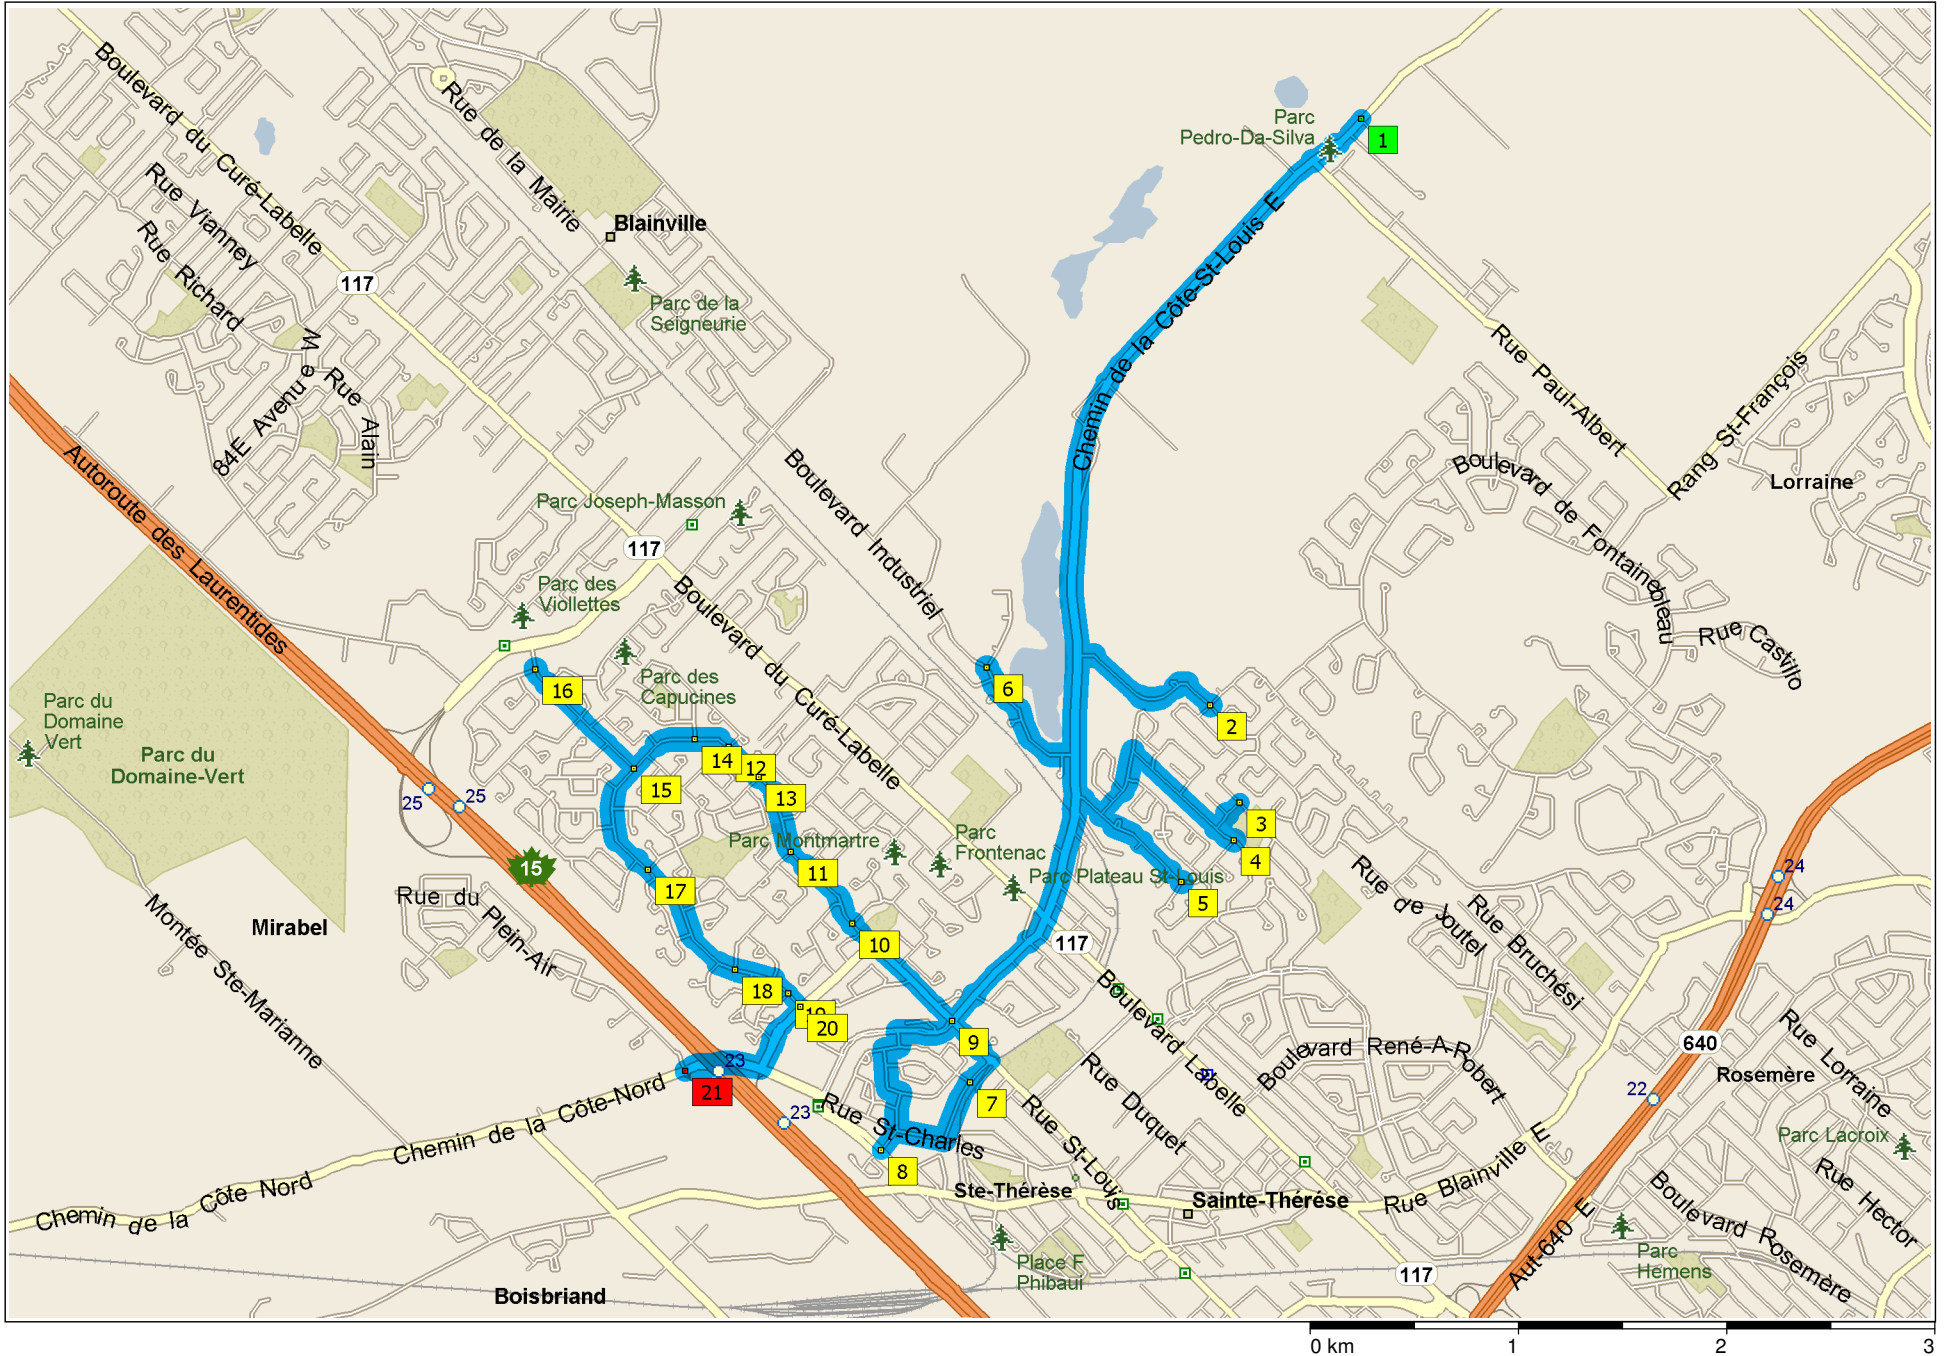 Boulevard du Curé-Labelle
Rue de la Mairie
Parc
Pedro-Da-Silva
1
Rue Vianney
Rue Richard
Blainville
117
Parc de la
Seigneurie
Chemin de la Côte-St-Louis E
84E Avenue W
Rue Alain
Rue Paul-Albert
Rang St-François
Lorraine
Autoroute des Laurentides
Parc Joseph-Masson
Boulevard Industriel
Boulevard de Fontainebleau
117
Parc des
Viollettes
Boulevard du Curé-Labelle
Rue Castillo
Parc des
Capucines
16
6
2
Parc du
Domaine
Vert
Parc du
Domaine-Vert
14
12
15
13
25
25
3
4
Parc Montmartre
Parc
Frontenac
Parc Plateau St-Louis
15
11
17
5
Rue du Plein-Air
Rue de Joutel
Rue Bruchési
24
24
Mirabel
Montée Ste-Marianne
10
117
18
19
20
9
Boulevard Labelle
Boulevard René-A-Robert
640
Rue Lorraine
Rosemère
23
21
23
7
22
Chemin de la Côte-Nord
Rue St-Charles
Rue St-Louis
Rue Duquet
8
Parc Lacroix
Rue Hector
Chemin de la Côte Nord
Ste-Thérèse
Sainte-Thérése
Rue Blainville E
Boulevard Rosemère
Aut-640 E
Place F
Phibaui
Parc
Hemens
117
Boisbriand
0 km
1
2
3